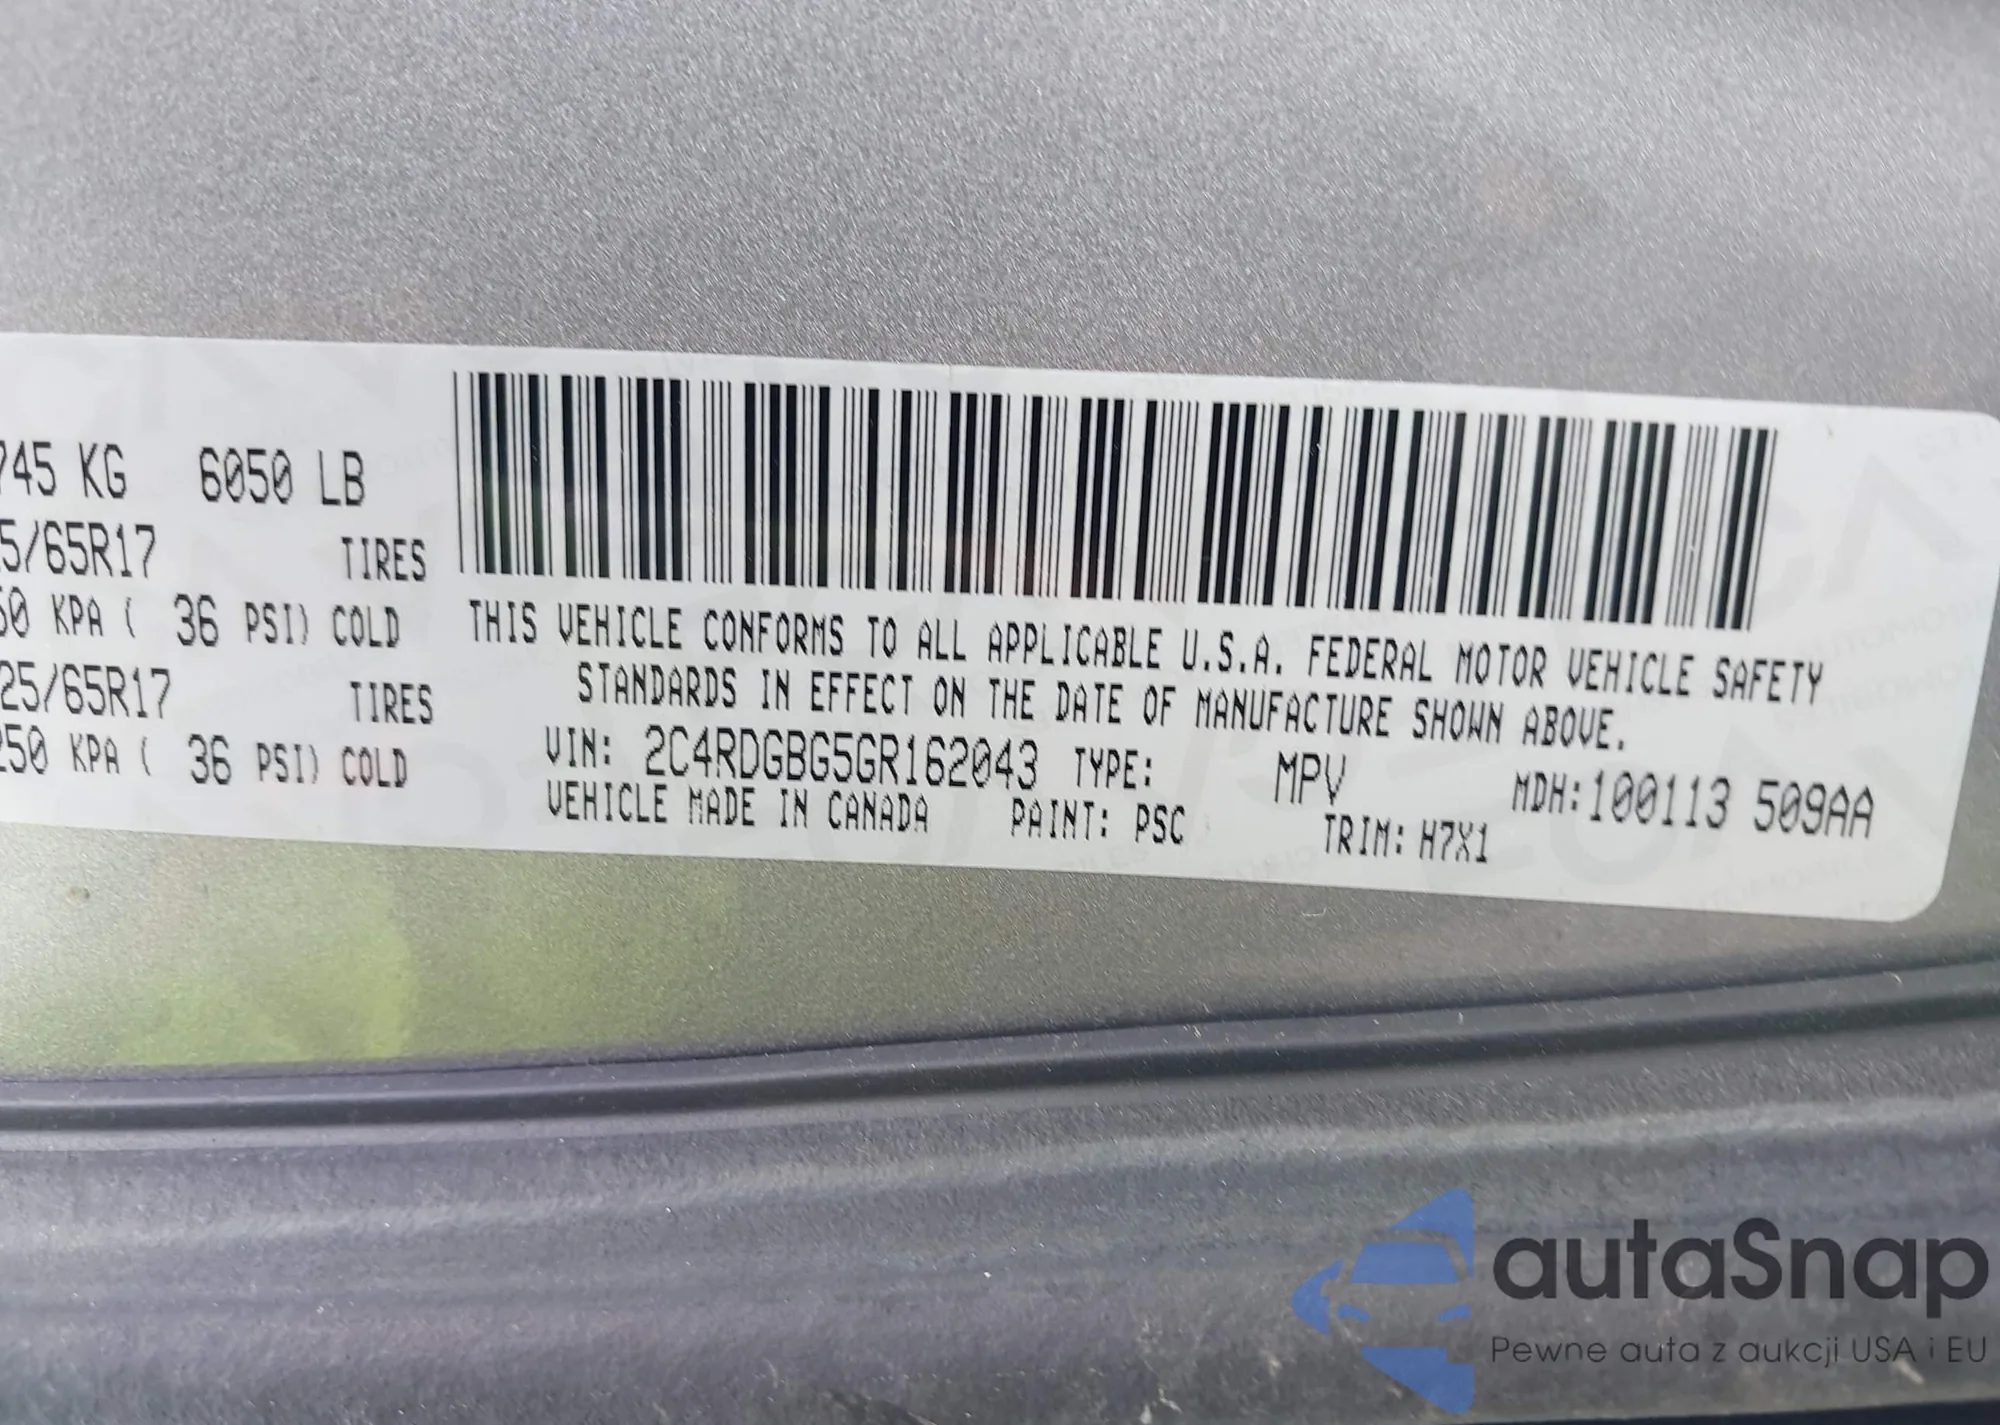 745 KG 6050 LB
5/65R17 TIRES
50 KPA ( 36 PSI) COLD
25/65R17 TIRES
250 KPA ( 36 PSI) COLD
THIS VEHICLE CONFORMS TO ALL APPLICABLE U.S.A. FEDERAL MOTOR VEHICLE SAFETY
STANDARDS IN EFFECT ON THE DATE OF MANUFACTURE SHOWN ABOVE.
VIN: 2C4RDGBG5GR162043 TYPE: MPV MDH:100113 509AA
VEHICLE MADE IN CANADA PAINT: PSC TRIM: H7X1
autaSnap
Pewne auta z aukcji USA i EU